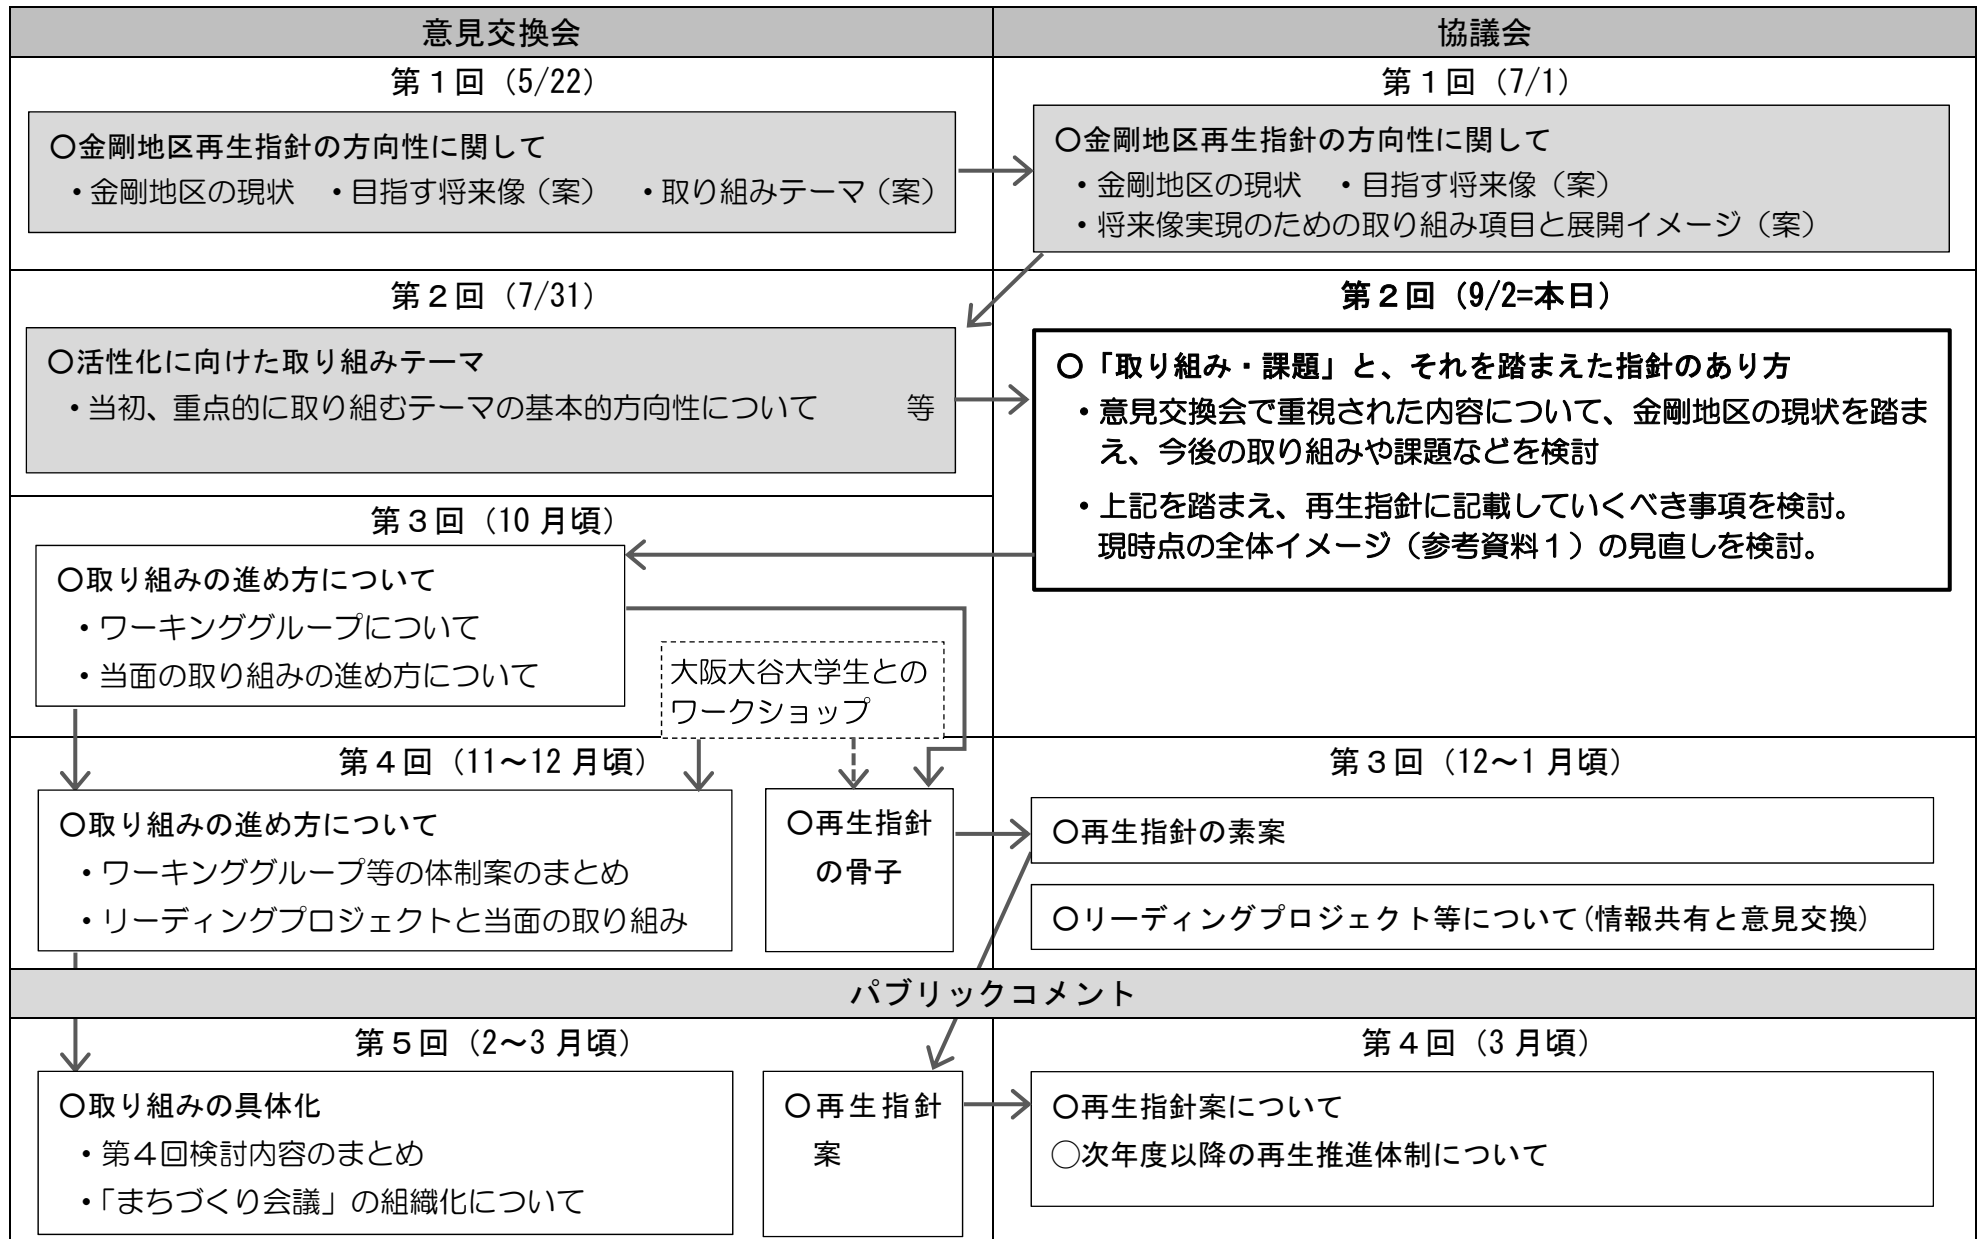 意見交換会
協議会
第１回（5/22）
〇金剛地区再生指針の方向性に関して
・金剛地区の現状　・目指す将来像（案）　・取り組みテーマ（案）
第１回（7/1）
〇金剛地区再生指針の方向性に関して
・金剛地区の現状　・目指す将来像（案）
・将来像実現のための取り組み項目と展開イメージ（案）
第２回（7/31）
〇活性化に向けた取り組みテーマ
・当初、重点的に取り組むテーマの基本的方向性について　　　等
第２回（9/2=本日）
〇「取り組み・課題」と、それを踏まえた指針のあり方
・意見交換会で重視された内容について、金剛地区の現状を踏ま
え、今後の取り組みや課題などを検討
・上記を踏まえ、再生指針に記載していくべき事項を検討。
現時点の全体イメージ（参考資料１）の見直しを検討。
第３回（10 月頃）
〇取り組みの進め方について
・ワーキンググループについて
・当面の取り組みの進め方について
大阪大谷大学生との
ワークショップ
第４回（11～12 月頃）
〇取り組みの進め方について
・ワーキンググループ等の体制案のまとめ
・リーディングプロジェクトと当面の取り組み
〇再生指針
の骨子
第３回（12～1 月頃）
〇再生指針の素案
〇リーディングプロジェクト等について(情報共有と意見交換)
パブリックコメント
第５回（2～3 月頃）
〇取り組みの具体化
・第４回検討内容のまとめ
・「まちづくり会議」の組織化について
〇再生指針
案
第４回（3 月頃）
〇再生指針案について
◯次年度以降の再生推進体制について